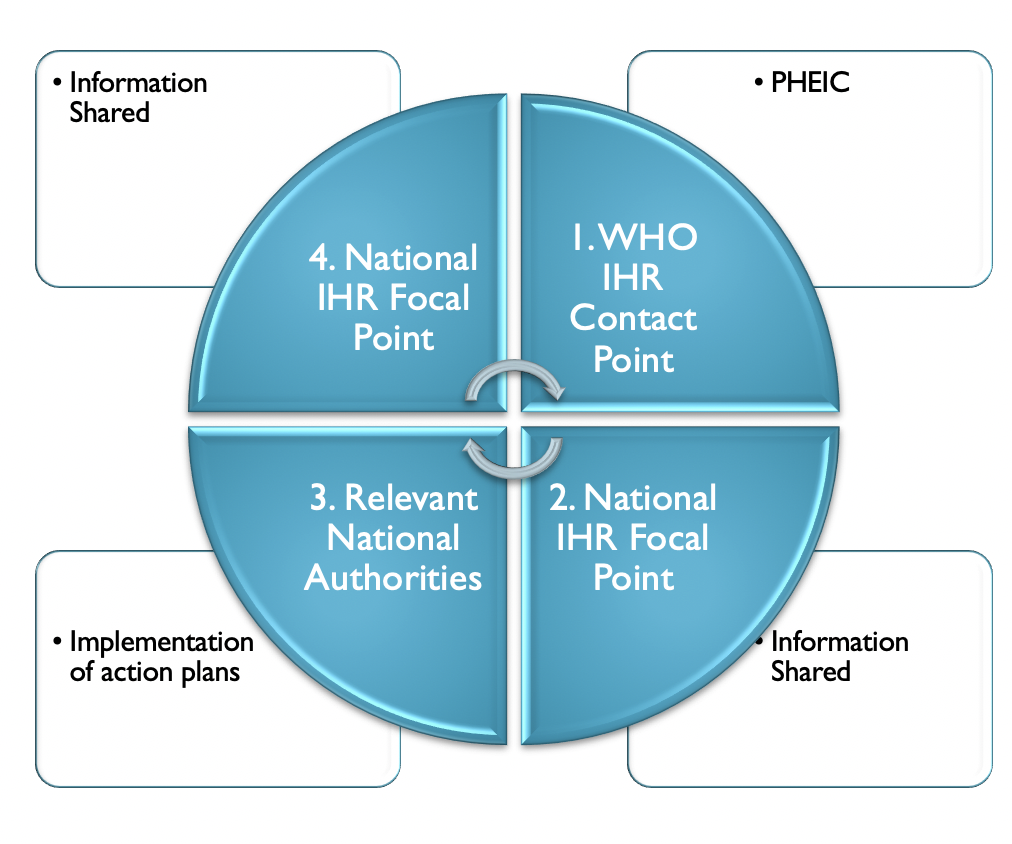 • Information
Shared
• PHEIC
4. National
IHR Focal
Point
1. WHO
IHR
Contact
Point
3. Relevant
National
Authorities
2. National
IHR Focal
Point
• Implementation
of action plans
• Information
Shared